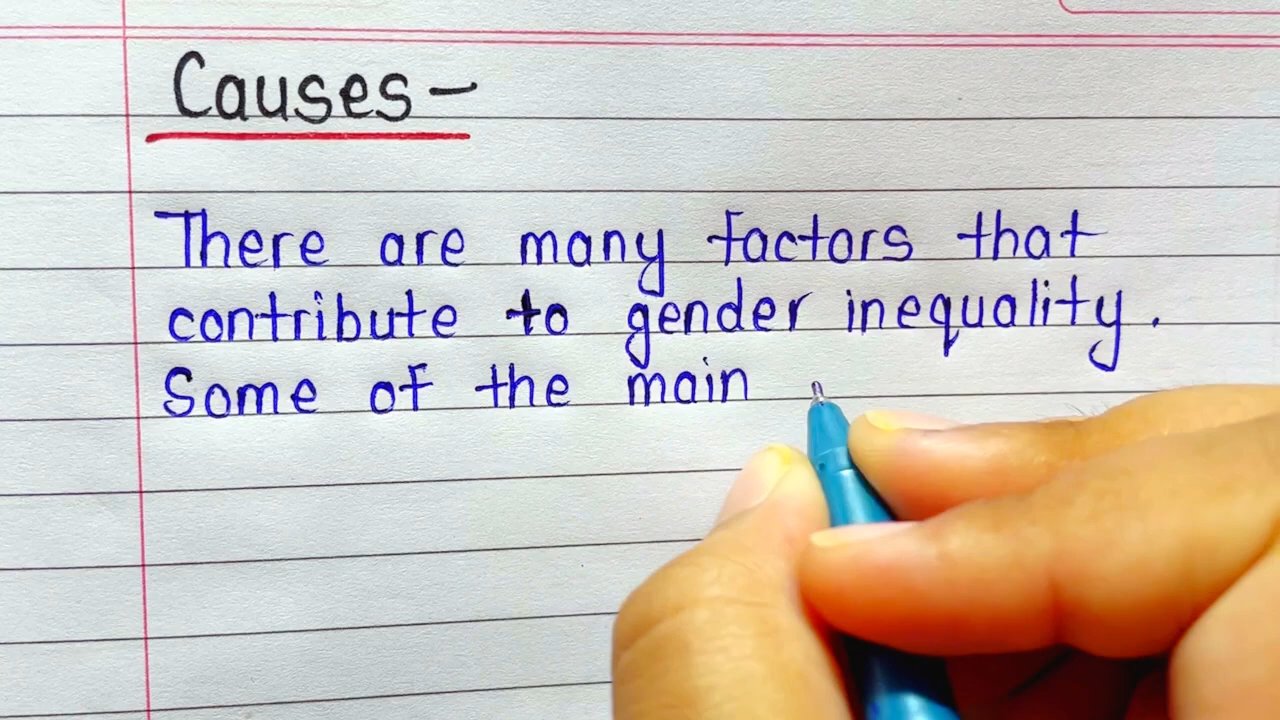 Causes -
There are many factors that
contribute to gender inequality.
Some of the main